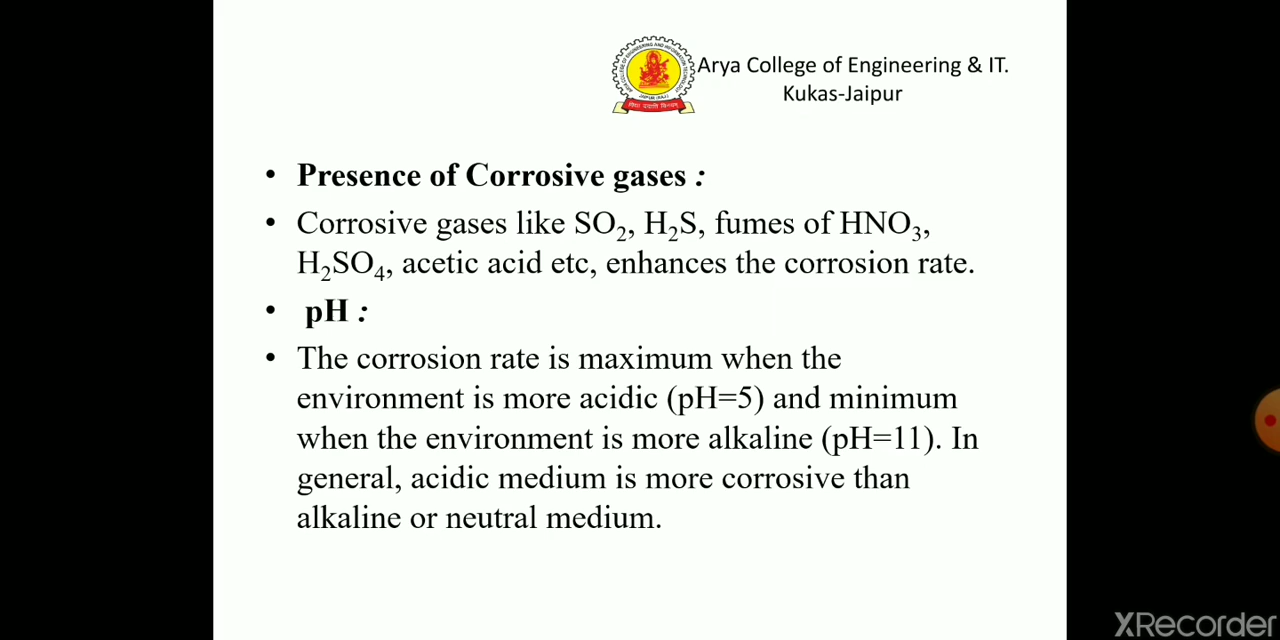 Arya College of Engineering & IT.
Kukas-Jaipur
• Presence of Corrosive gases :
• Corrosive gases like SO₂, H₂S, fumes of HNO₃,
H₂SO₄, acetic acid etc, enhances the corrosion rate.
• pH :
• The corrosion rate is maximum when the
environment is more acidic (pH=5) and minimum
when the environment is more alkaline (pH=11). In
general, acidic medium is more corrosive than
alkaline or neutral medium.
XRecorder